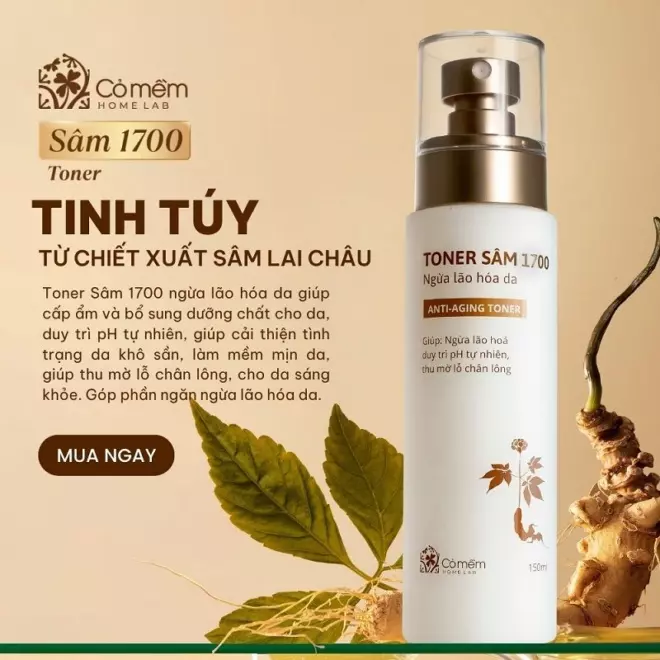 Cỏ mềm
HOME LAB
Sâm 1700
Toner
TINH TÚY
TỪ CHIẾT XUẤT SÂM LAI CHÂU
Toner Sâm 1700 ngừa lão hóa da giúp
cấp ẩm và bổ sung dưỡng chất cho da,
duy trì pH tự nhiên, giúp cải thiện tình
trạng da khô sần, làm mềm mịn da,
giúp thu mờ lỗ chân lông, cho da sáng
khỏe. Góp phần ngăn ngừa lão hóa da.
MUA NGAY
TONER SÂM 1700
Ngừa lão hóa da
ANTI-AGING TONER
Giúp: Ngừa lão hoá
duy trì pH tự nhiên,
thu mờ lỗ chân lông
Cỏ mềm
HOME LAB
150ml